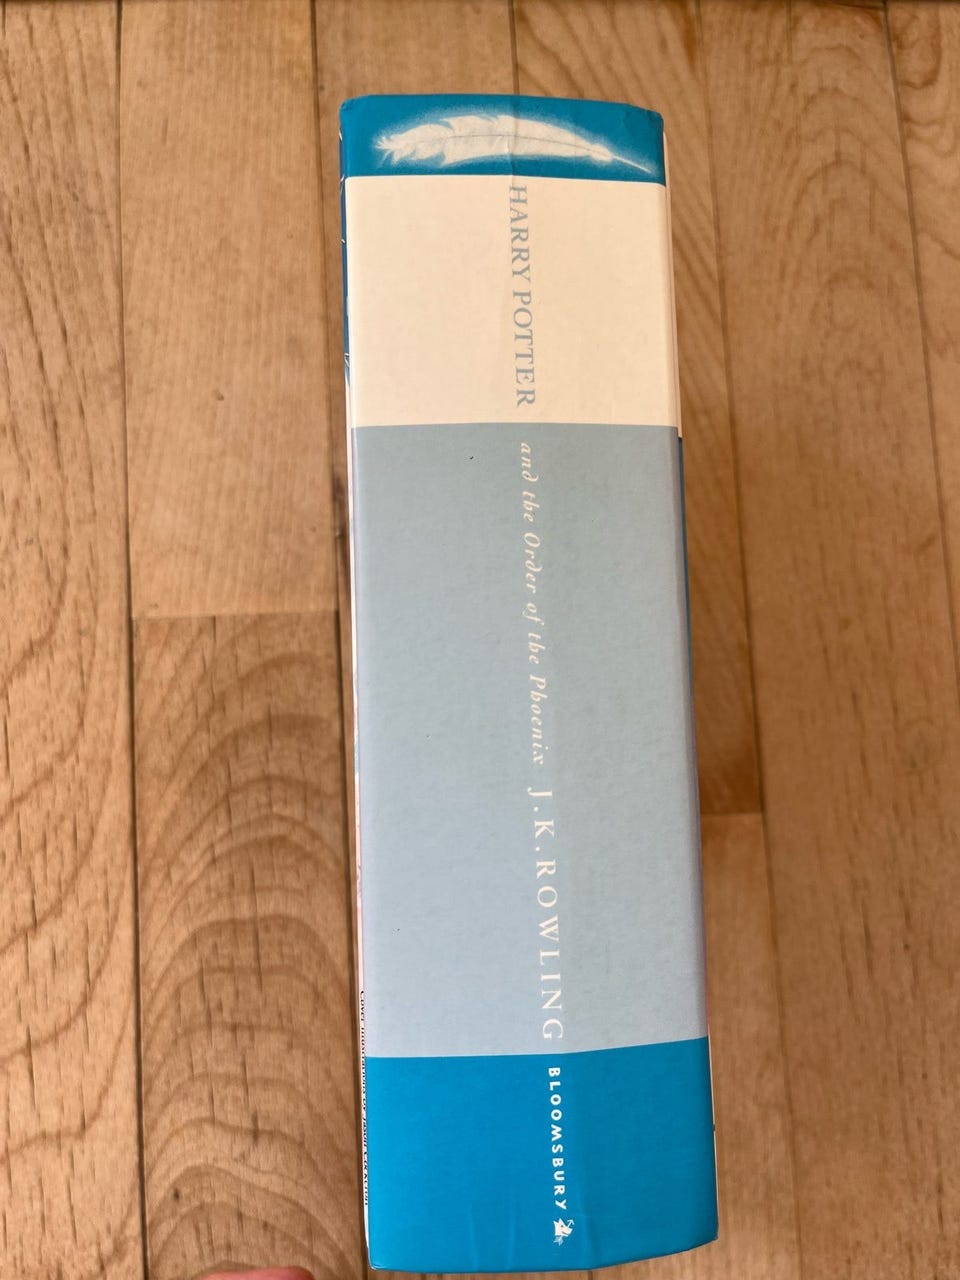 HARRY POTTER
and the Order of the Phoenix
J.K.ROWLING
BLOOMSBURY